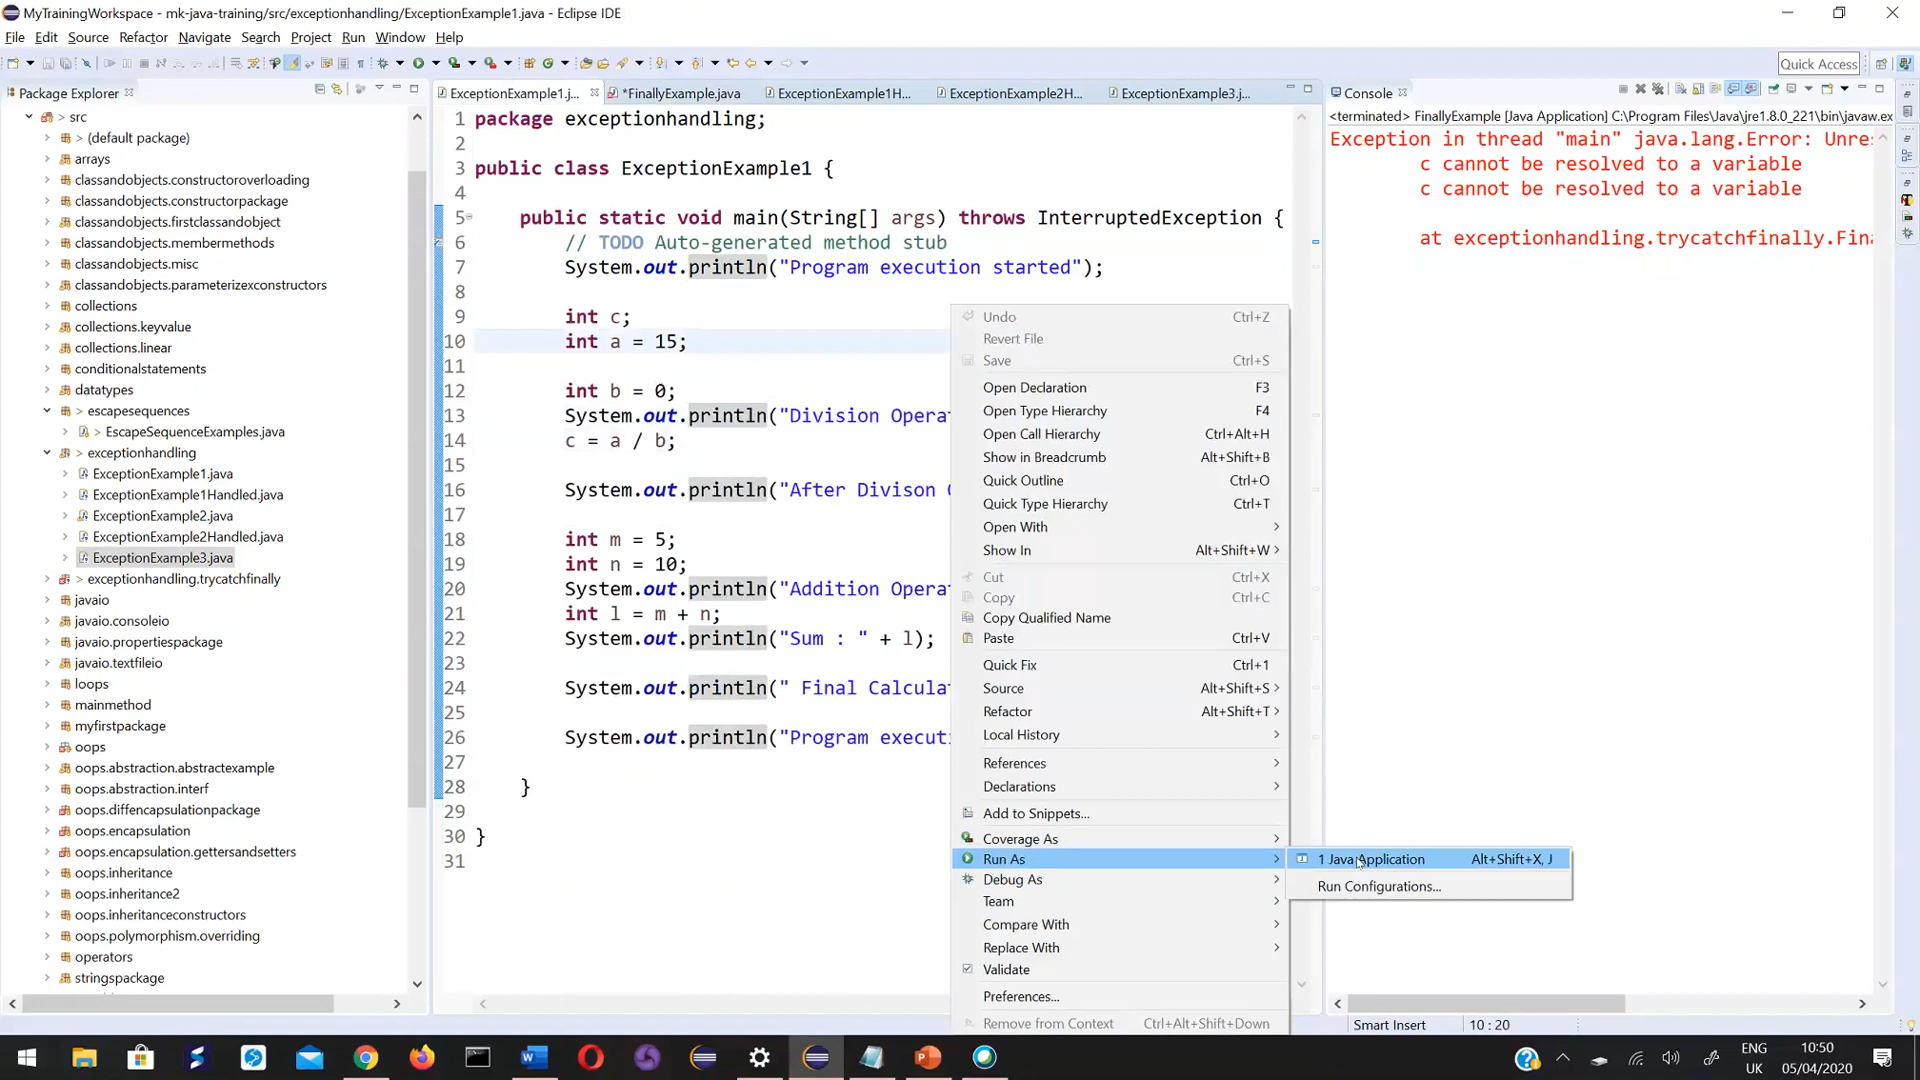 MyTrainingWorkspace - mk-java-training/src/exceptionhandling/ExceptionExample1.java - Eclipse IDE
File Edit Source Refactor Navigate Search Project Run Window Help
Quick Access
Package Explorer
> src
> (default package)
arrays
classandobjects.constructoroverloading
classandobjects.constructorpackage
classandobjects.firstclassandobject
classandobjects.membermethods
classandobjects.misc
classandobjects.parameterizexconstructors
collections
collections.keyvalue
collections.linear
conditionalstatements
datatypes
> escapesequences
> EscapeSequenceExamples.java
> exceptionhandling
ExceptionExample1.java
ExceptionExample1Handled.java
ExceptionExample2.java
ExceptionExample2Handled.java
ExceptionExample3.java
> exceptionhandling.trycatchfinally
javaio
javaio.consoleio
javaio.propertiespackage
javaio.textfileio
loops
mainmethod
myfirstpackage
oops
oops.abstraction.abstractexample
oops.abstraction.interf
oops.diffencapsulationpackage
oops.encapsulation
oops.encapsulation.gettersandsetters
oops.inheritance
oops.inheritance2
oops.inheritanceconstructors
oops.polymorphism.overriding
operators
stringspackage
ExceptionExample1.j... *FinallyExample.java ExceptionExample1H... ExceptionExample2H... ExceptionExample3.j...
1 package exceptionhandling;
2
3 public class ExceptionExample1 {
4
5 public static void main(String[] args) throws InterruptedException {
6 // TODO Auto-generated method stub
7 System.out.println("Program execution started");
8
9 int c;
10 int a = 15;
11
12 int b = 0;
13 System.out.println("Division Opera
14 c = a / b;
15
16 System.out.println("After Divison
17
18 int m = 5;
19 int n = 10;
20 System.out.println("Addition Opera
21 int l = m + n;
22 System.out.println("Sum : " + l);
23
24 System.out.println(" Final Calcula
25
26 System.out.println("Program execut
27
28 }
29
30 }
31
Undo Ctrl+Z
Revert File
Save Ctrl+S
Open Declaration F3
Open Type Hierarchy F4
Open Call Hierarchy Ctrl+Alt+H
Show in Breadcrumb Alt+Shift+B
Quick Outline Ctrl+O
Quick Type Hierarchy Ctrl+T
Open With
Show In Alt+Shift+W
Cut Ctrl+X
Copy Ctrl+C
Copy Qualified Name
Paste Ctrl+V
Quick Fix Ctrl+1
Source Alt+Shift+S
Refactor Alt+Shift+T
Local History
References
Declarations
Add to Snippets...
Coverage As
Run As
Debug As
Team
Compare With
Replace With
Validate
Preferences...
Remove from Context Ctrl+Alt+Shift+Down
1 Java Application Alt+Shift+X, J
Run Configurations...
Console
<terminated> FinallyExample [Java Application] C:\Program Files\Java\jre1.8.0_221\bin\javaw.ex
Exception in thread "main" java.lang.Error: Unre
c cannot be resolved to a variable
c cannot be resolved to a variable
at exceptionhandling.trycatchfinally.Fin
Smart Insert 10 : 20
ENG
UK
10:50
05/04/2020